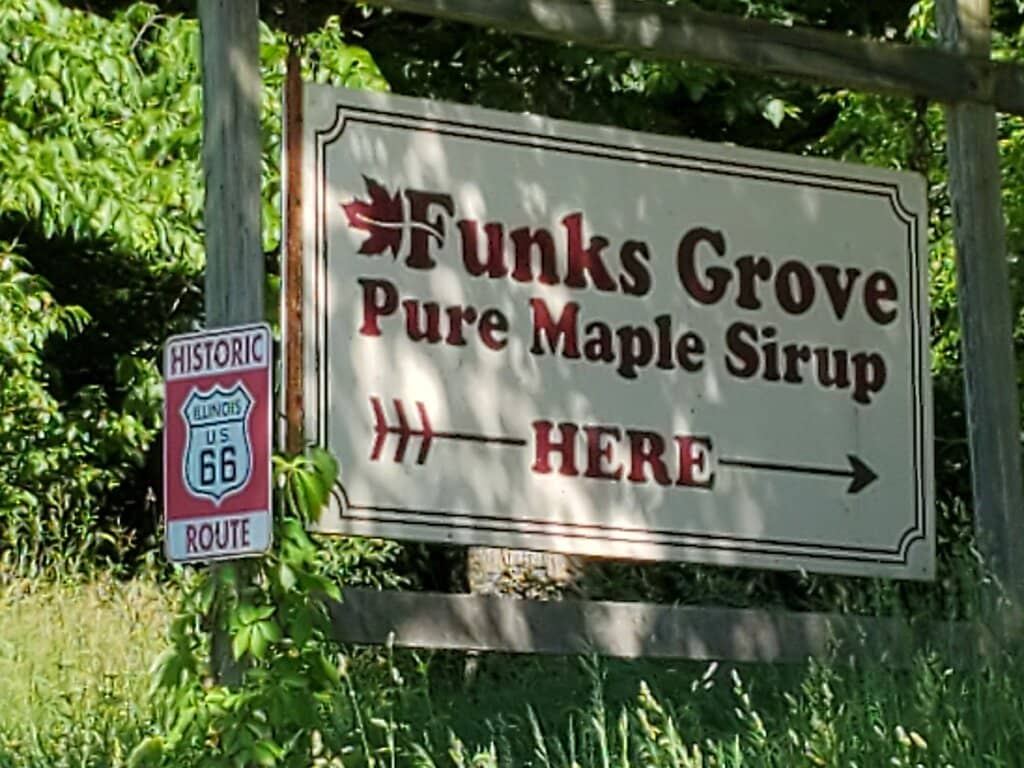 Funks Grove
Pure Maple Sirup
HERE
HISTORIC
ILLINOIS
US
66
ROUTE